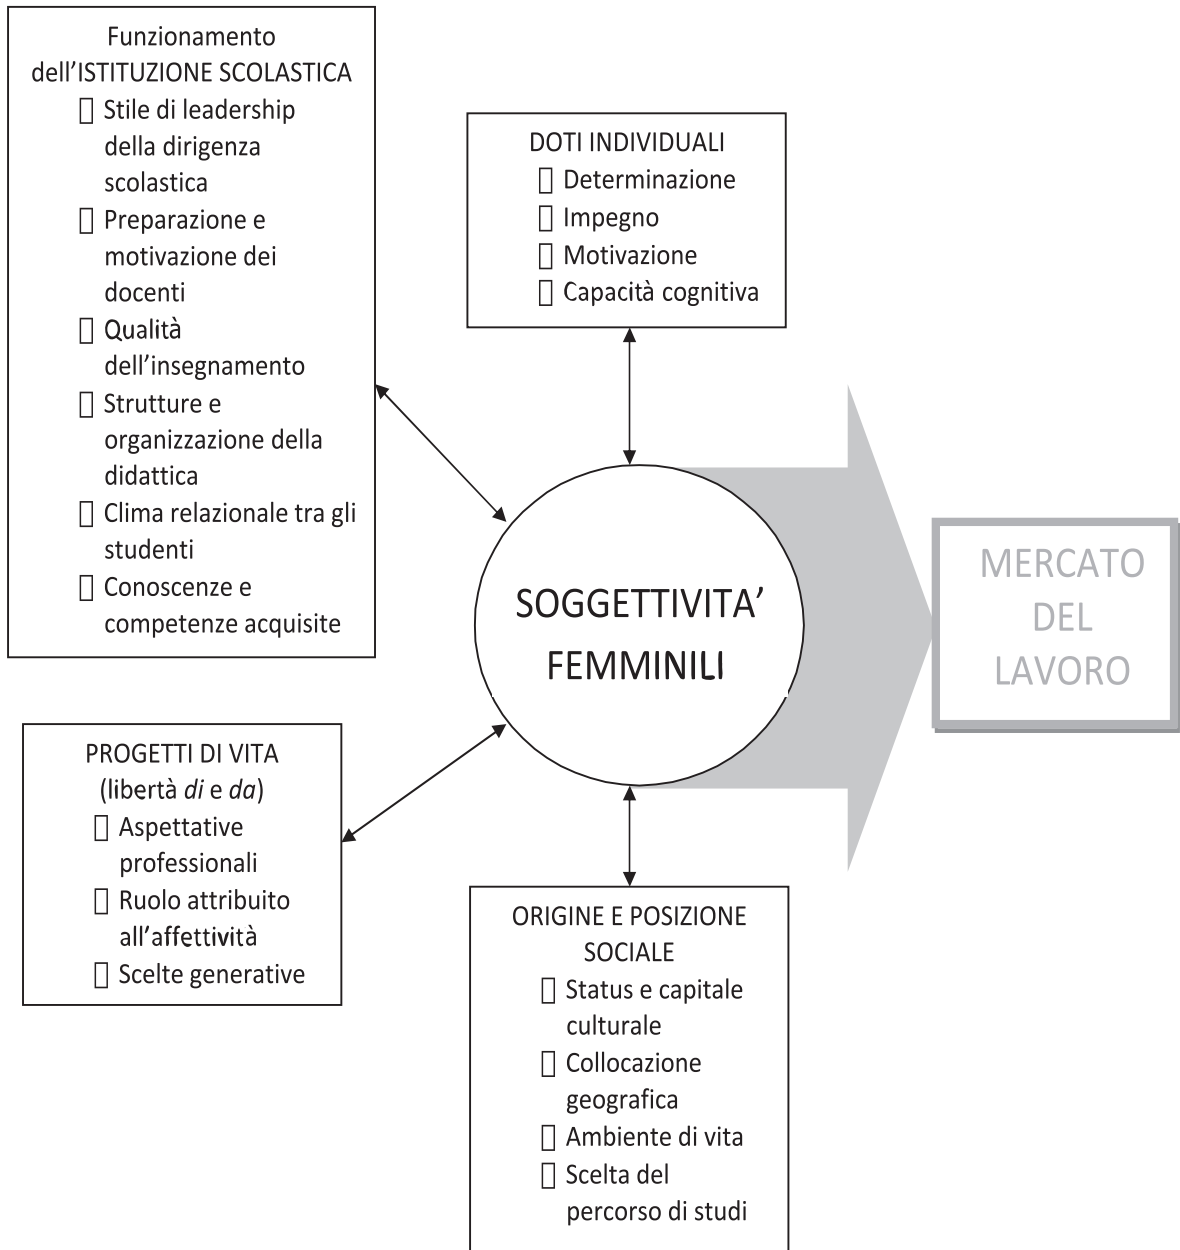 Funzionamento
dell’ISTITUZIONE SCOLASTICA
Stile di leadership
della dirigenza
scolastica
Preparazione e
motivazione dei
docenti
Qualità
dell’insegnamento
Strutture e
organizzazione della
didattica
Clima relazionale tra gli
studenti
Conoscenze e
competenze acquisite
DOTI INDIVIDUALI
Determinazione
Impegno
Motivazione
Capacità cognitiva
SOGGETTIVITA’
FEMMINILI
MERCATO
DEL
LAVORO
PROGETTI DI VITA
(libertà di e da)
Aspettative
professionali
Ruolo attribuito
all’affettività
Scelte generative
ORIGINE E POSIZIONE
SOCIALE
Status e capitale
culturale
Collocazione
geografica
Ambiente di vita
Scelta del
percorso di studi